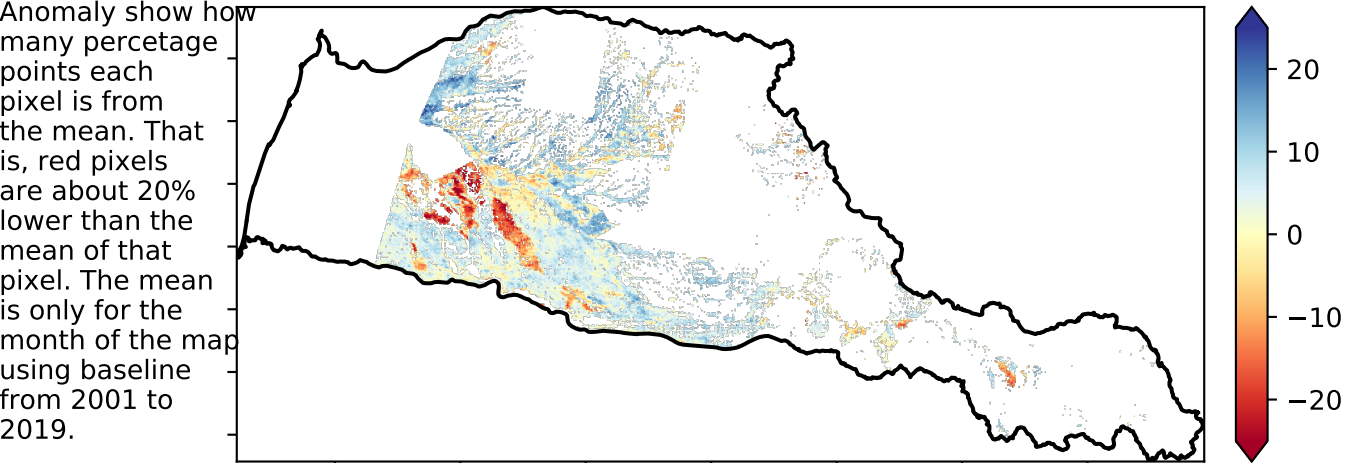 Anomaly show how
many percetage
points each
pixel is from
the mean. That
is, red pixels
are about 20%
lower than the
mean of that
pixel. The mean
is only for the
month of the map
using baseline
from 2001 to
2019.
20
10
0
−10
−20